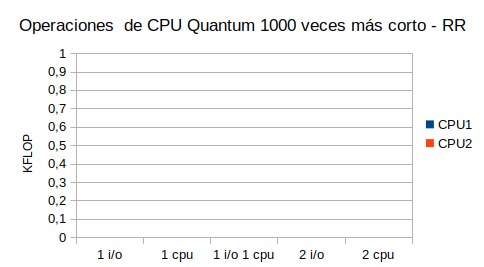 Operaciones  de CPU Quantum 1000 veces más corto - RR
1
0,9
0,8
0,7
0,6
0,5
0,4
0,3
0,2
0,1
0
KFLOP
1 i/o
1 cpu
1 i/o 1 cpu
2 i/o
2 cpu
CPU1
CPU2